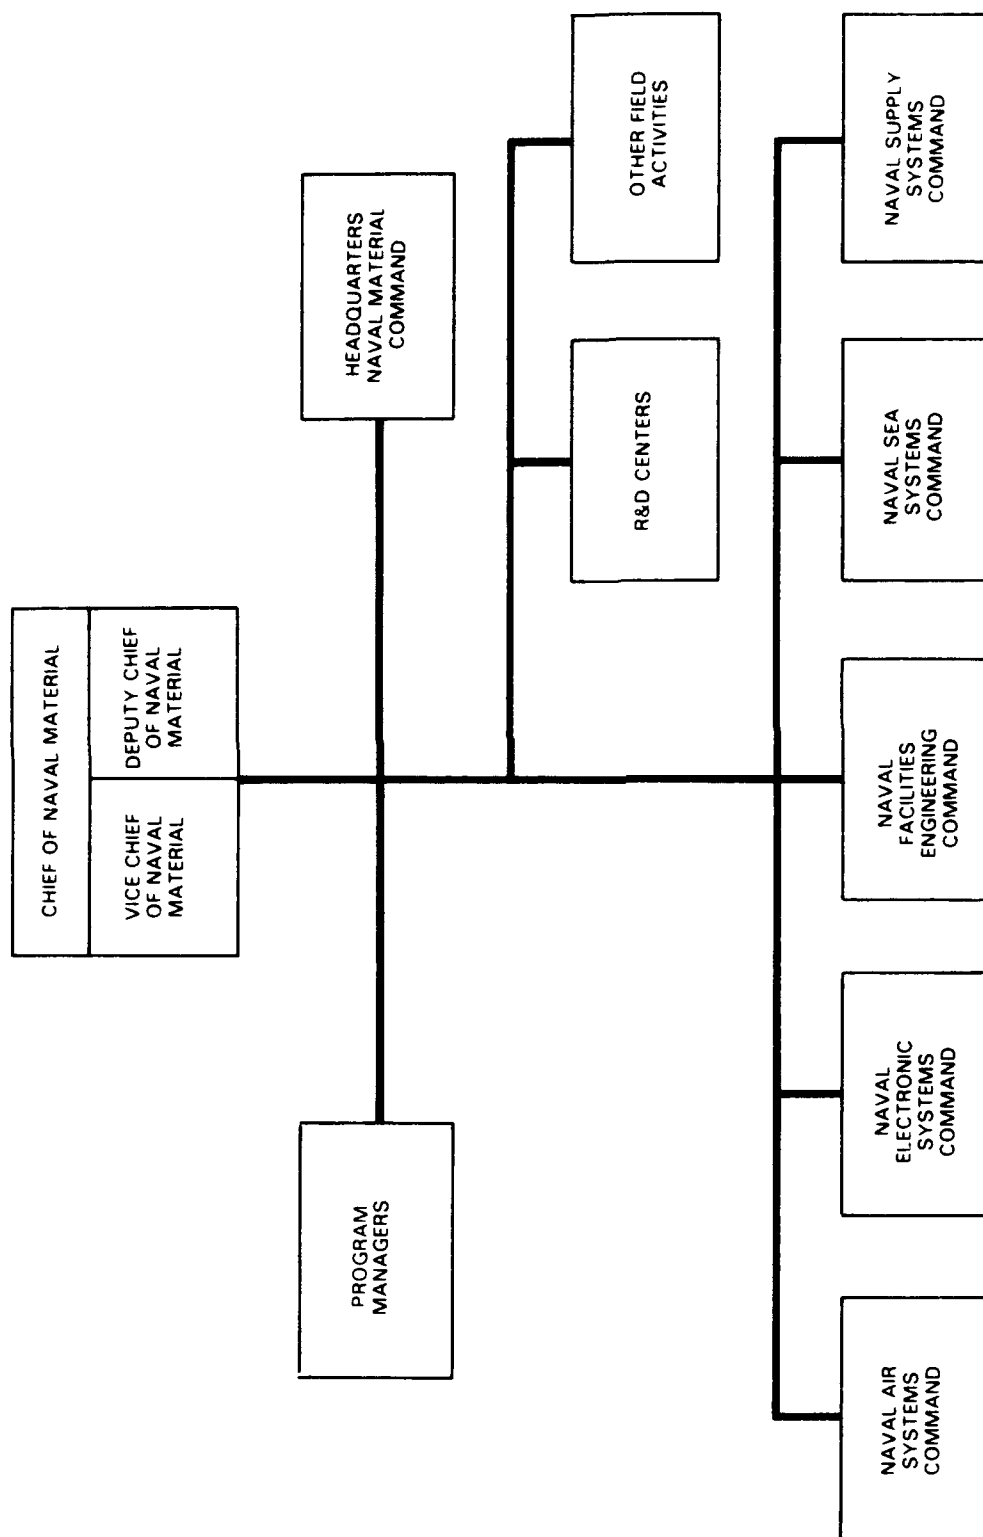 CHIEF OF NAVAL MATERIAL
VICE CHIEF
OF NAVAL
MATERIAL
DEPUTY CHIEF
OF NAVAL
MATERIAL
PROGRAM
MANAGERS
HEADQUARTERS
NAVAL MATERIAL
COMMAND
R&D CENTERS
OTHER FIELD
ACTIVITIES
NAVAL AIR
SYSTEMS
COMMAND
NAVAL
ELECTRONIC
SYSTEMS
COMMAND
NAVAL
FACILITIES
ENGINEERING
COMMAND
NAVAL SEA
SYSTEMS
COMMAND
NAVAL SUPPLY
SYSTEMS
COMMAND